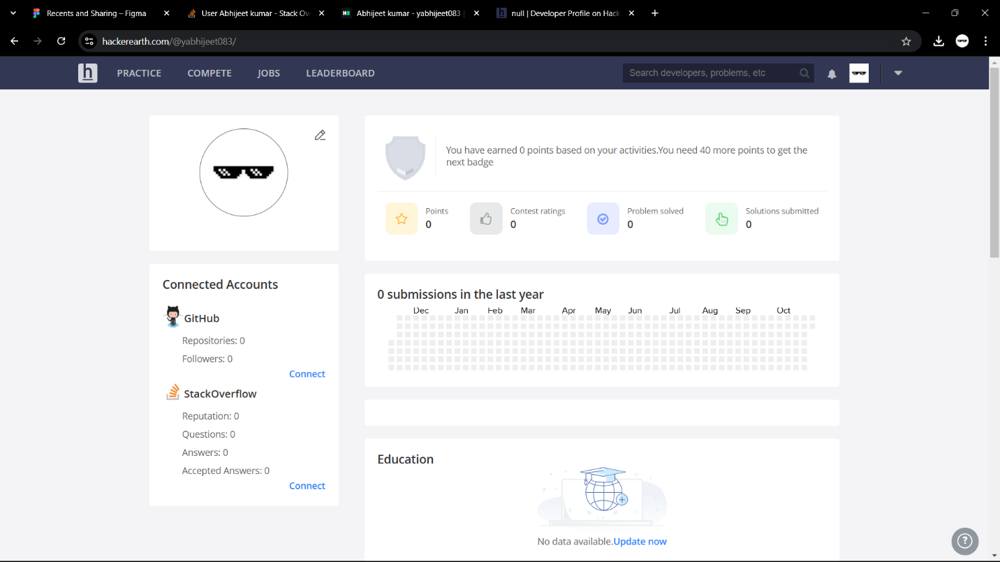 Recents and Sharing – Figma
User Abhijeet kumar - Stack Ov
Abhijeet kumar - yabhijeet083 |
null | Developer Profile on Hack
hackerearth.com/@yabhijeet083/
h
PRACTICE
COMPETE
JOBS
LEADERBOARD
Search developers, problems, etc
You have earned 0 points based on your activities.You need 40 more points to get the
next badge
Points
0
Contest ratings
0
Problem solved
0
Solutions submitted
0
Connected Accounts
GitHub
Repositories: 0
Followers: 0
Connect
StackOverflow
Reputation: 0
Questions: 0
Answers: 0
Accepted Answers: 0
Connect
0 submissions in the last year
Dec Jan Feb Mar Apr May Jun Jul Aug Sep Oct
Education
No data available.Update now